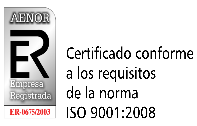 AENOR
ER
Empresa
Registrada
ER-0675/2003
Certificado conforme
a los requisitos
de la norma
ISO 9001:2008